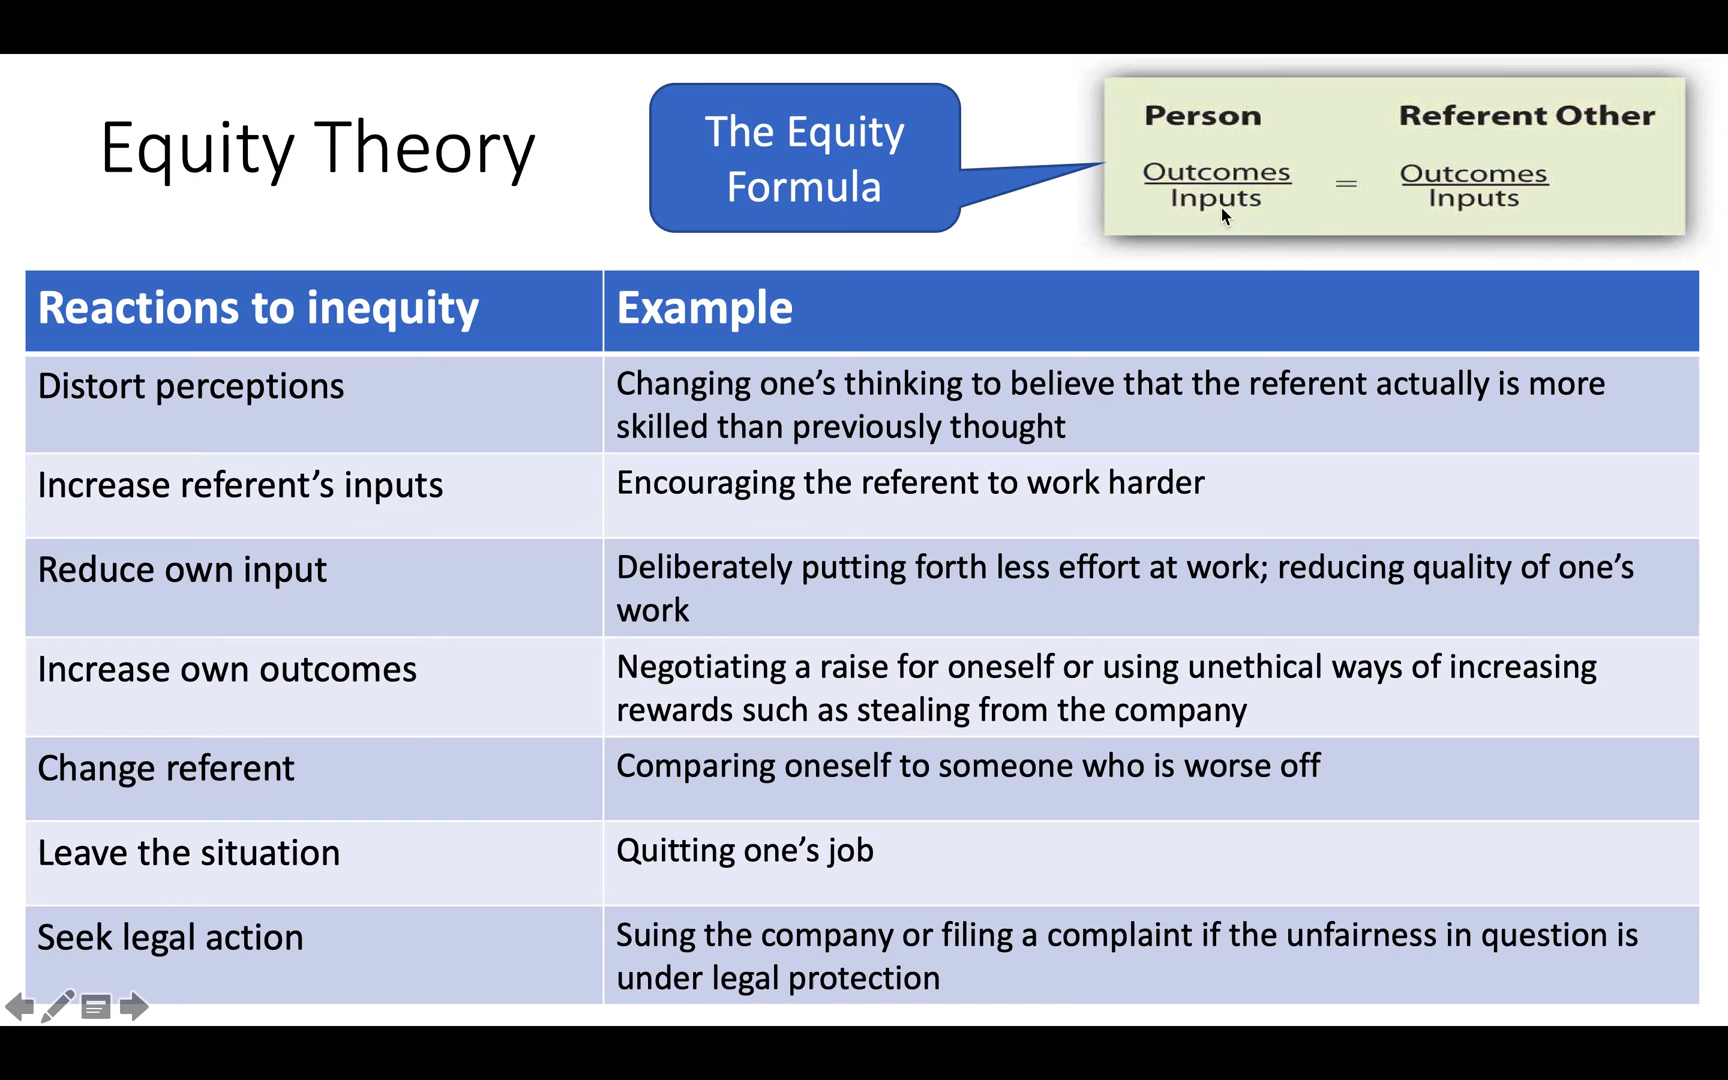 Equity Theory
The Equity
Formula
Person Referent Other
Outcomes = Outcomes
Inputs Inputs
Reactions to inequity Example
Distort perceptions Changing one’s thinking to believe that the referent actually is more
skilled than previously thought
Increase referent’s inputs Encouraging the referent to work harder
Reduce own input Deliberately putting forth less effort at work; reducing quality of one’s
work
Increase own outcomes Negotiating a raise for oneself or using unethical ways of increasing
rewards such as stealing from the company
Change referent Comparing oneself to someone who is worse off
Leave the situation Quitting one’s job
Seek legal action Suing the company or filing a complaint if the unfairness in question is
under legal protection